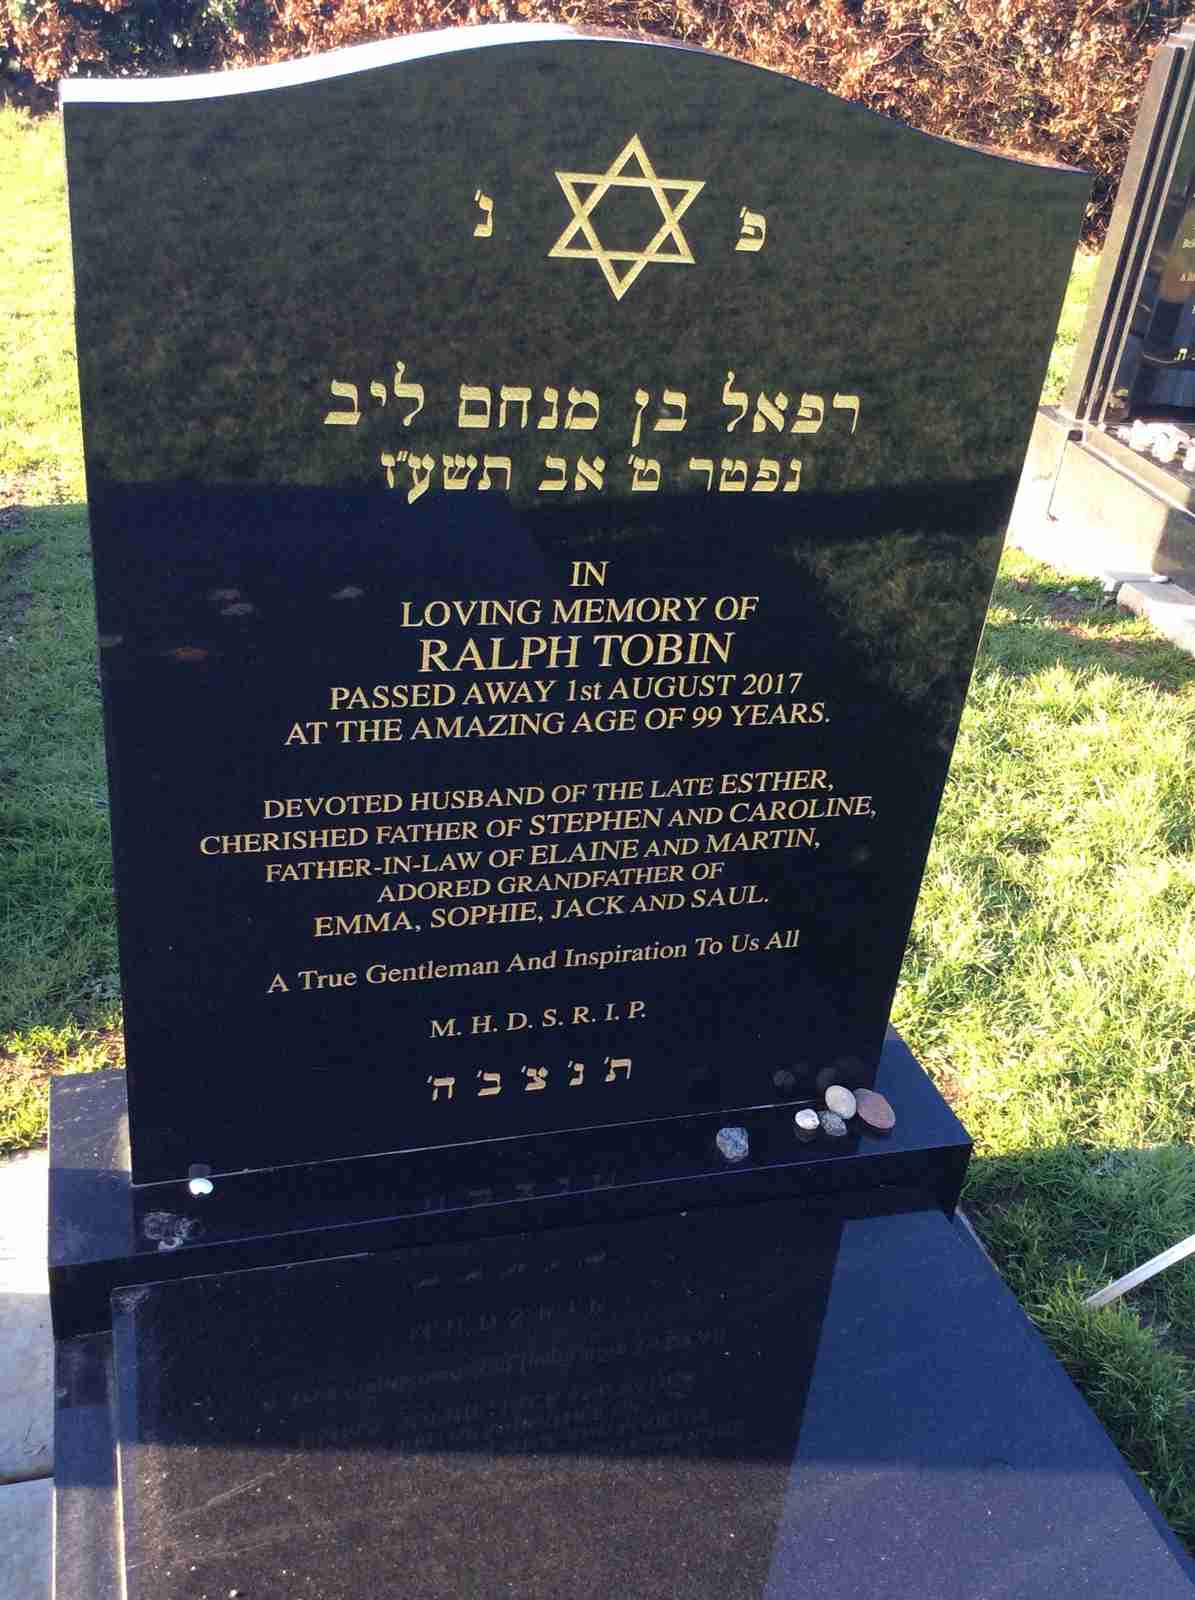 פ' נ'
רפאל בן מנחם ליב
נפטר ט' אב תשע"ז
IN
LOVING MEMORY OF
RALPH TOBIN
PASSED AWAY 1st AUGUST 2017
AT THE AMAZING AGE OF 99 YEARS.
DEVOTED HUSBAND OF THE LATE ESTHER,
CHERISHED FATHER OF STEPHEN AND CAROLINE,
FATHER-IN-LAW OF ELAINE AND MARTIN,
ADORED GRANDFATHER OF
EMMA, SOPHIE, JACK AND SAUL.
A True Gentleman And Inspiration To Us All
M. H. D. S. R. I. P.
ת' נ' צ' ב' ה'